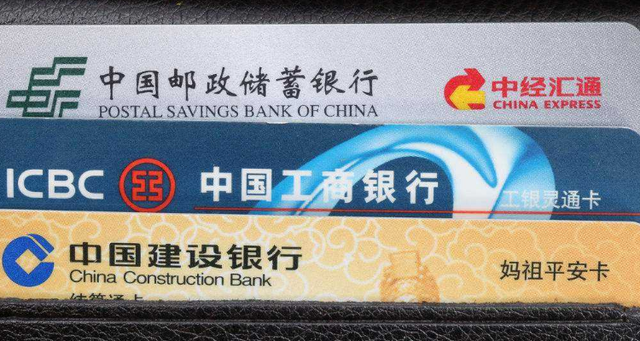 中国邮政储蓄银行
POSTAL SAVINGS BANK OF CHINA
中经汇通
CHINA EXPRESS
ICBC 中国工商银行
工银灵通卡
中国建设银行
China Construction Bank
妈祖平安卡